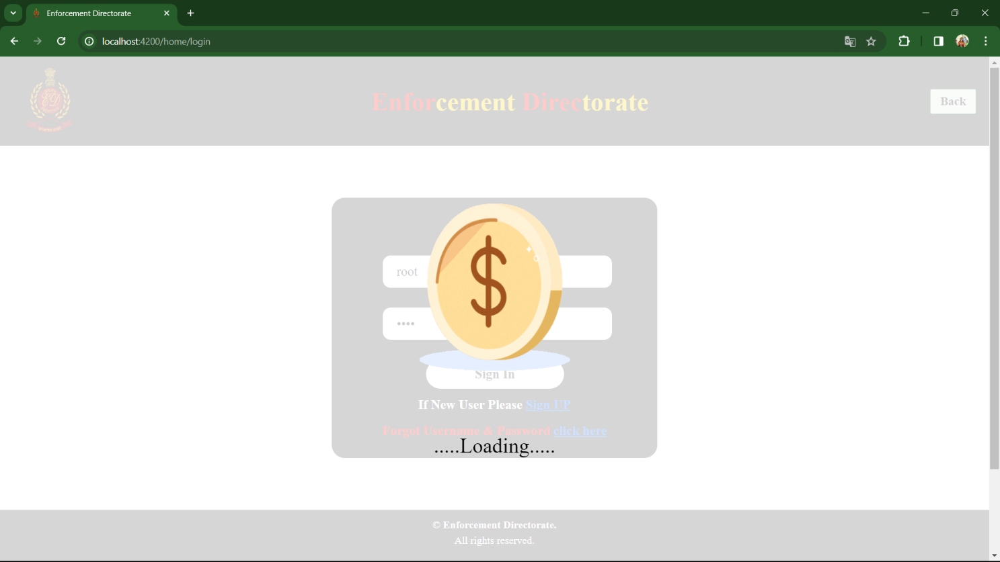 Enforcement Directorate
localhost:4200/home/login
Enforcement Directorate
Back
root
$
Sign In
If New User Please Sign UP
Forgot Username & Password click here
.....Loading.....
© Enforcement Directorate.
All rights reserved.